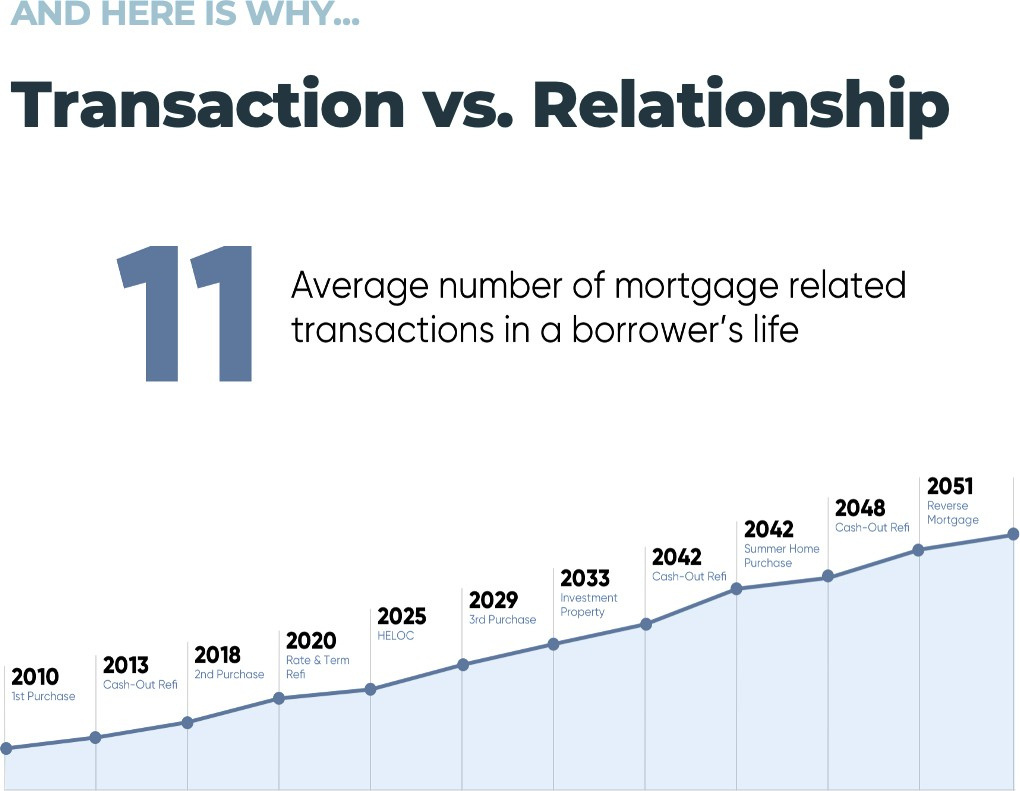 AND HERE IS WHY...
Transaction vs. Relationship
11
Average number of mortgage related
transactions in a borrower's life
2010
1st Purchase
2013
Cash-Out Refi
2018
2nd Purchase
2020
Rate & Term
Refi
2025
HELOC
2029
3rd Purchase
2033
Investment
Property
2042
Cash-Out Refi
2042
Summer Home
Purchase
2048
Cash-Out Refi
2051
Reverse
Mortgage